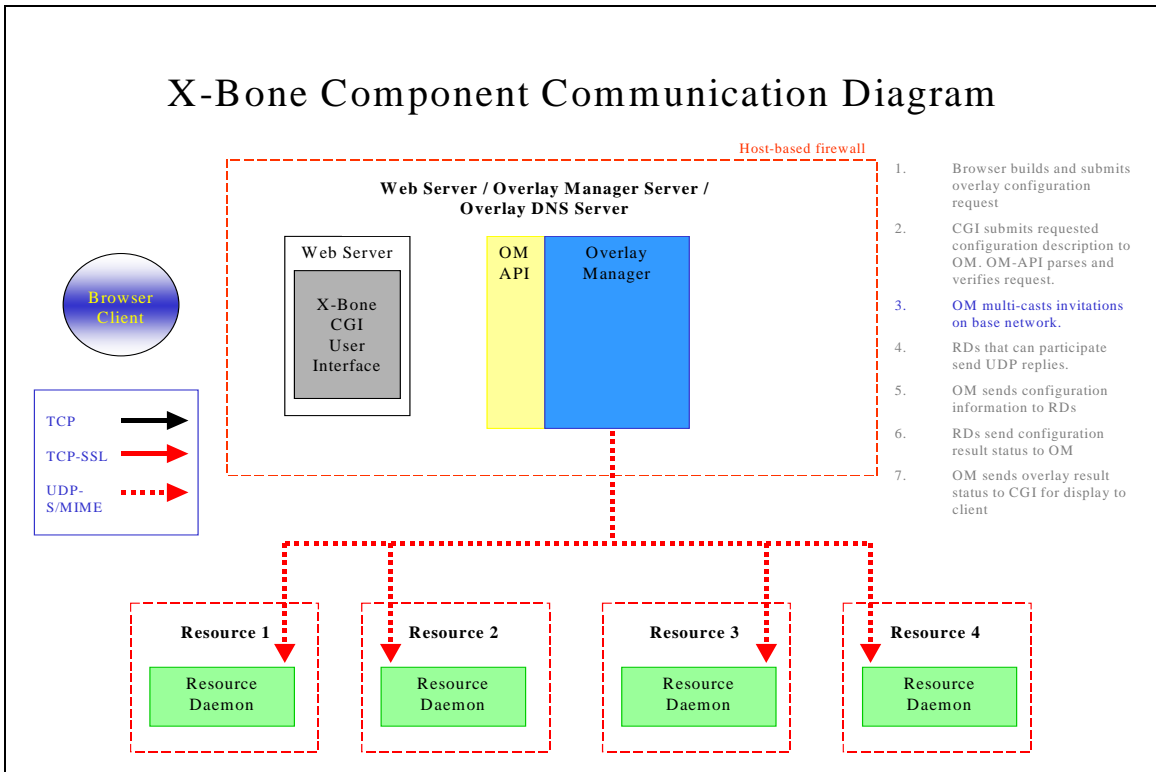 X-Bone Component Communication Diagram
Host-based firewall
Web Server / Overlay Manager Server /
Overlay DNS Server
Web Server
X-Bone
CGI
User
Interface
OM
API
Overlay
Manager
Browser
Client
TCP
TCP-SSL
UDP-
S/MIME
1. Browser builds and submits
overlay configuration
request
2. CGI submits requested
configuration description to
OM. OM-API parses and
verifies request.
3. OM multi-casts invitations
on base network.
4. RDs that can participate
send UDP replies.
5. OM sends configuration
information to RDs
6. RDs send configuration
result status to OM
7. OM sends overlay result
status to CGI for display to
client
Resource 1
Resource
Daemon
Resource 2
Resource
Daemon
Resource 3
Resource
Daemon
Resource 4
Resource
Daemon